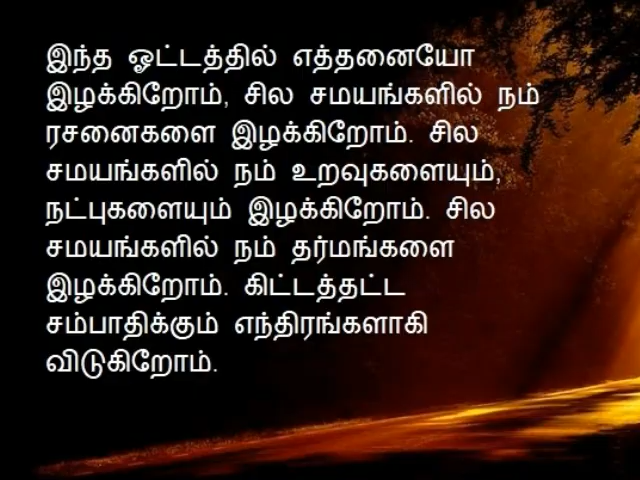 இந்த ஓட்டத்தில் எத்தனையோ
இழக்கிறோம், சில சமயங்களில் நம்
ரசனைகளை இழக்கிறோம். சில
சமயங்களில் நம் உறவுகளையும்,
நட்புகளையும் இழக்கிறோம். சில
சமயங்களில் நம் தர்மங்களை
இழக்கிறோம். கிட்டத்தட்ட
சம்பாதிக்கும் எந்திரங்களாகி
விடுகிறோம்.